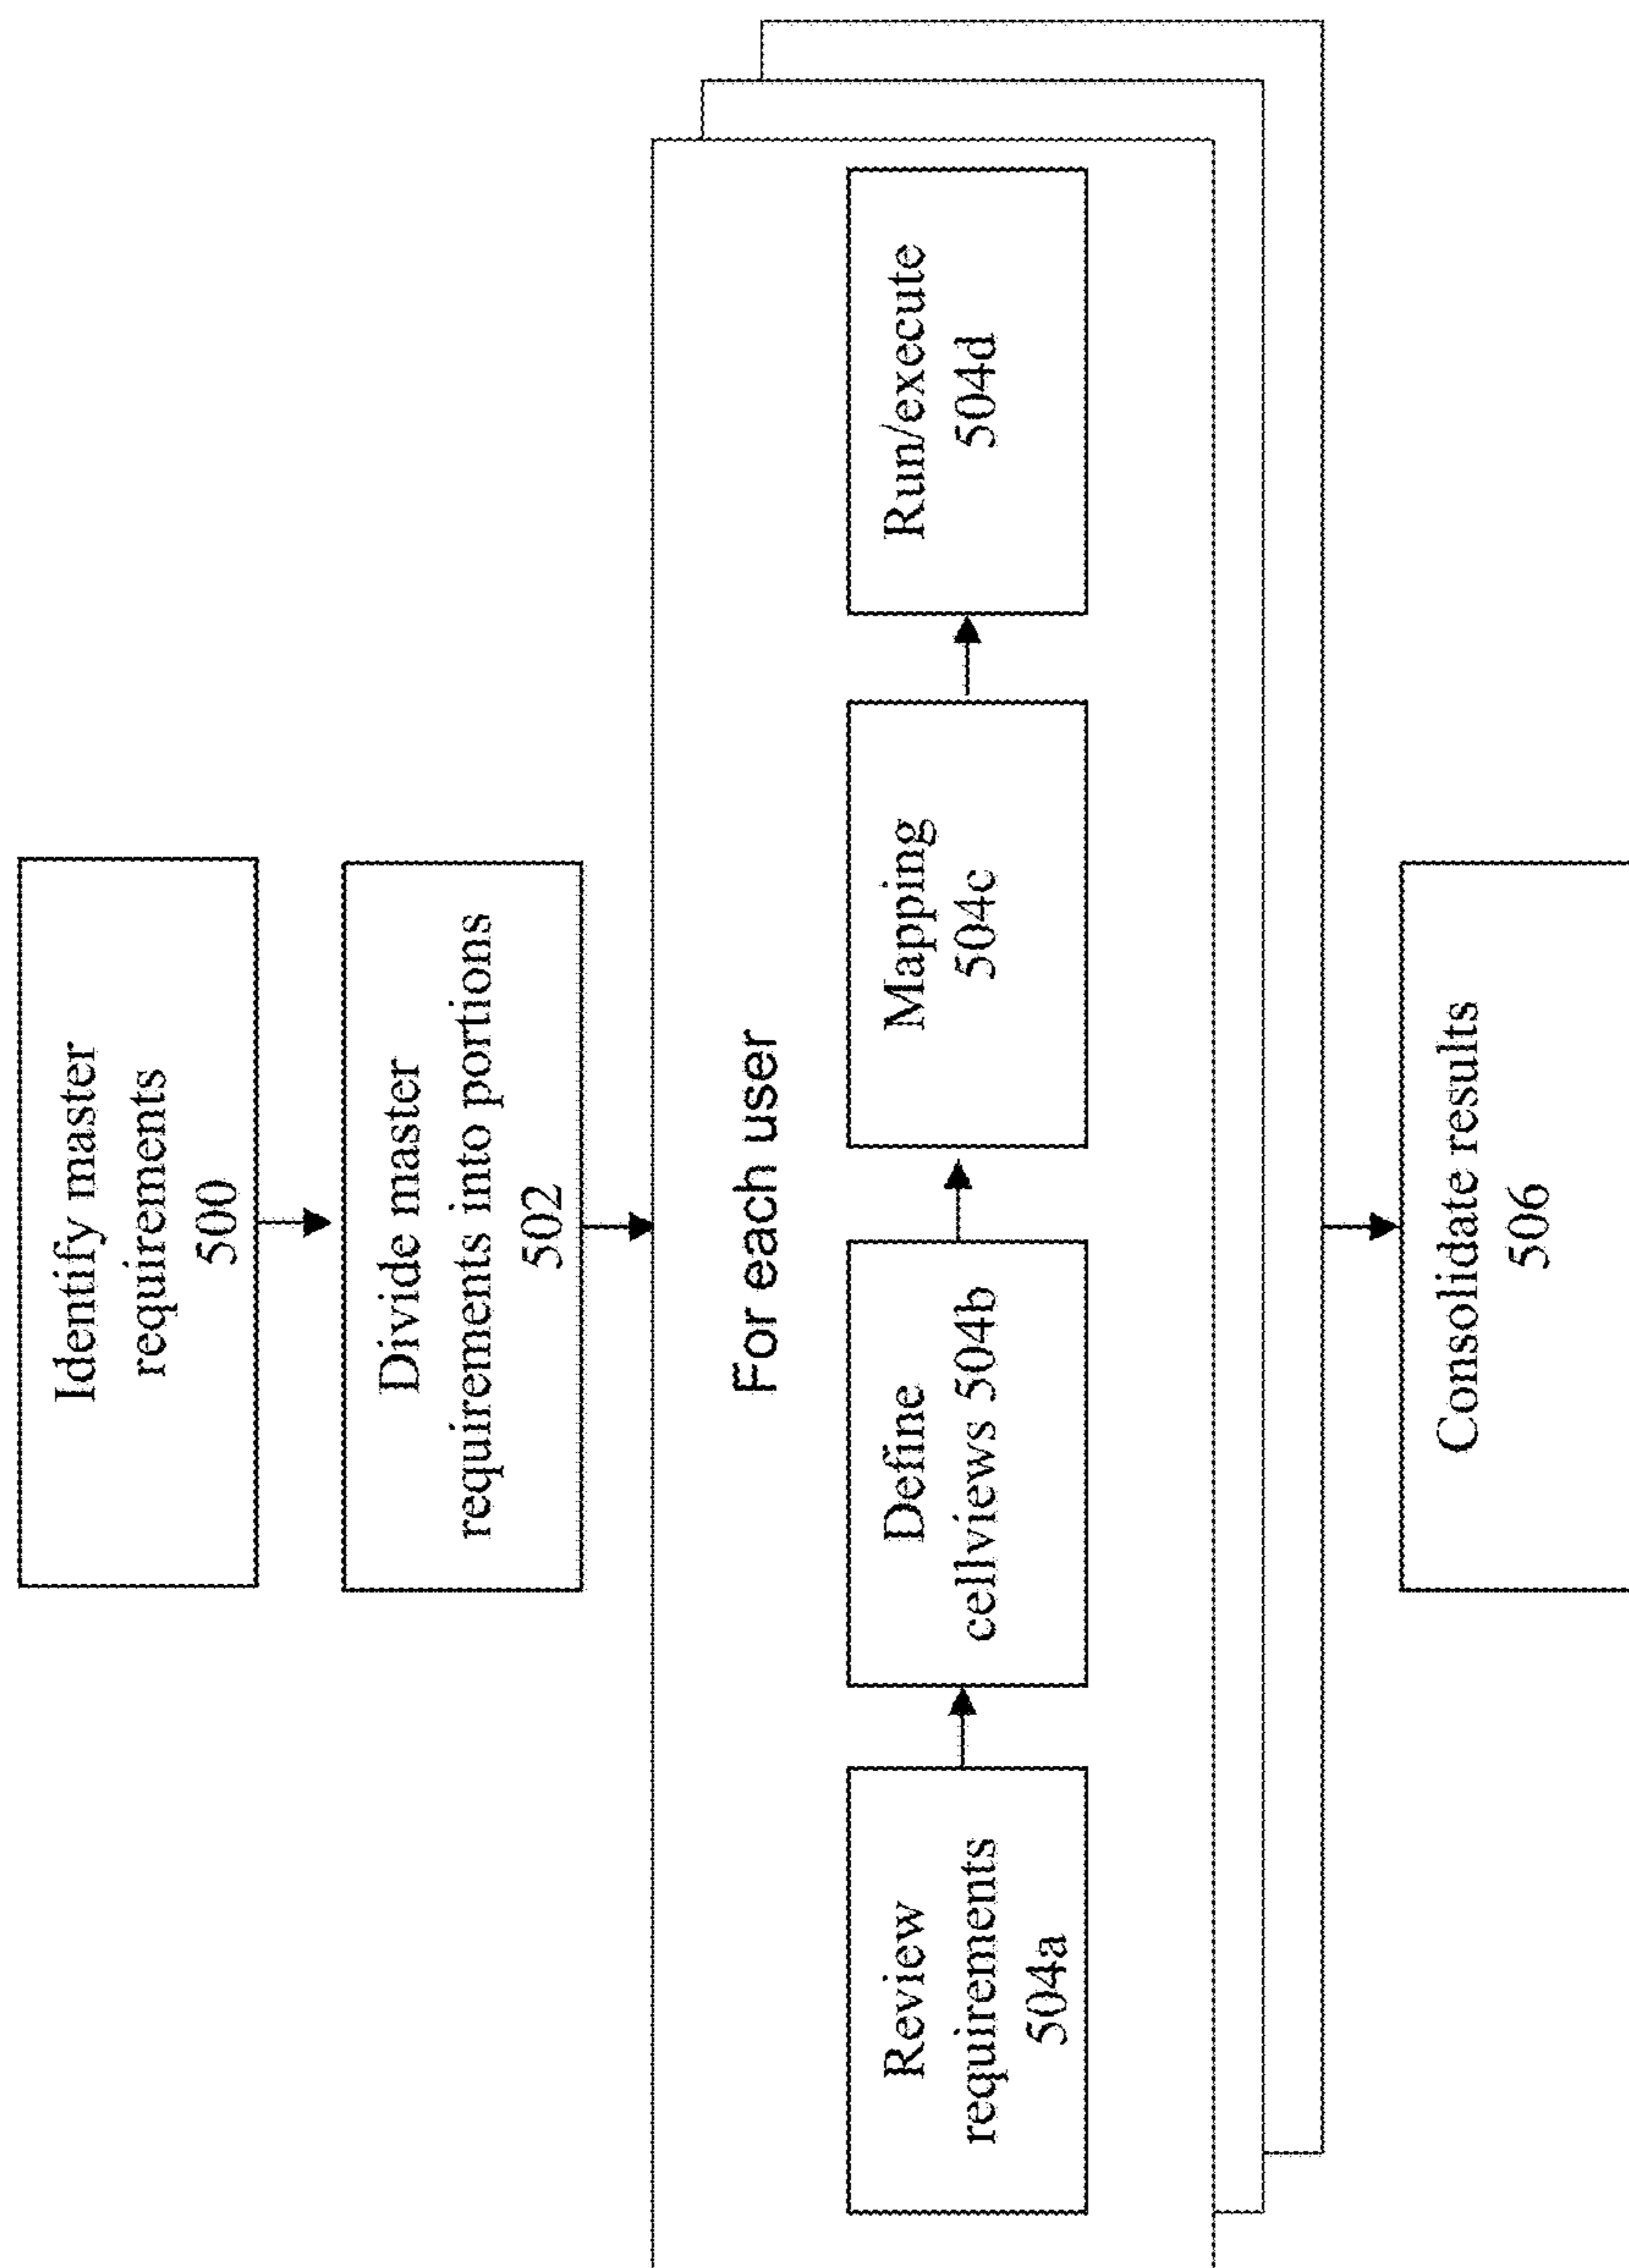 Identify master
requirements
500
Divide master
requirements into portions
502
For each user
Review
requirements
504a
Define
cellviews 504b
Mapping
504c
Run/execute
504d
Consolidate results
506